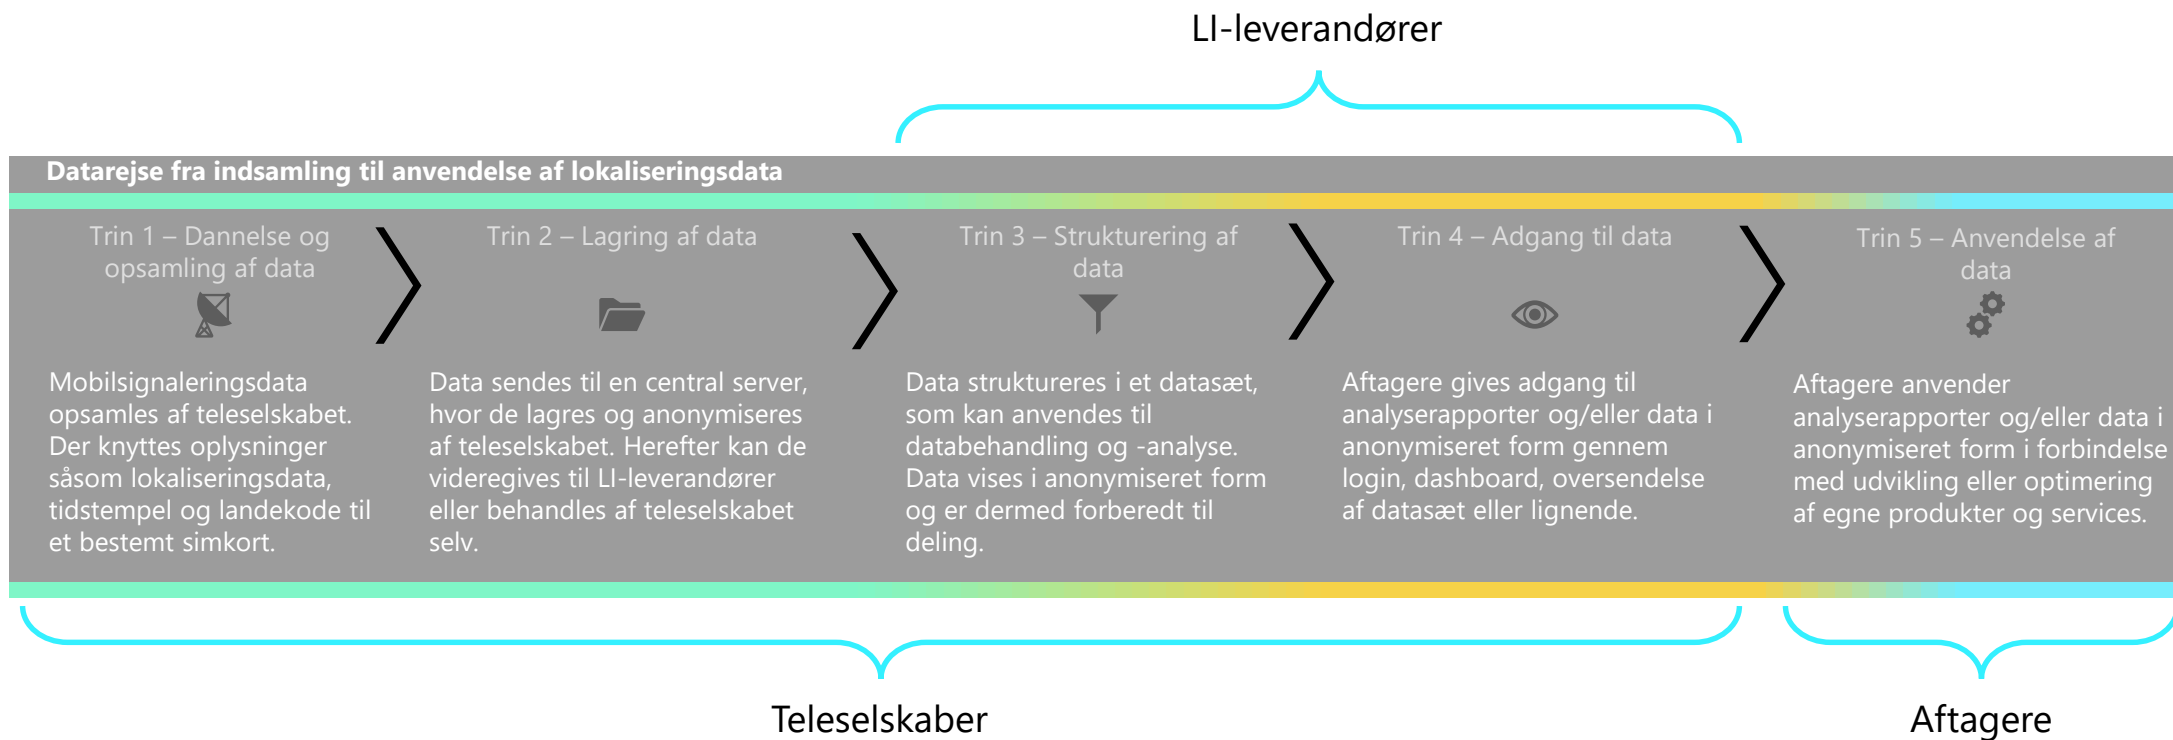 LI-leverandører
Datarejse fra indsamling til anvendelse af lokaliseringsdata
Trin 1 – Dannelse og
opsamling af data
Mobilsignaleringsdata
opsamles af teleselskabet.
Der knyttes oplysninger
såsom lokaliseringsdata,
tidstempel og landekode til
et bestemt simkort.
Trin 2 – Lagring af data
Data sendes til en central server,
hvor de lagres og anonymiseres
af teleselskabet. Herefter kan de
videregives til LI-leverandører
eller behandles af teleselskabet
selv.
Trin 3 – Strukturering af
data
Data struktureres i et datasæt,
som kan anvendes til
databehandling og -analyse.
Data vises i anonymiseret form
og er dermed forberedt til
deling.
Trin 4 – Adgang til data
Aftagere gives adgang til
analyserapporter og/eller data i
anonymiseret form gennem
login, dashboard, oversendelse
af datasæt eller lignende.
Trin 5 – Anvendelse af
data
Aftagere anvender
analyserapporter og/eller data i
anonymiseret form i forbindelse
med udvikling eller optimering
af egne produkter og services.
Teleselskaber
Aftagere